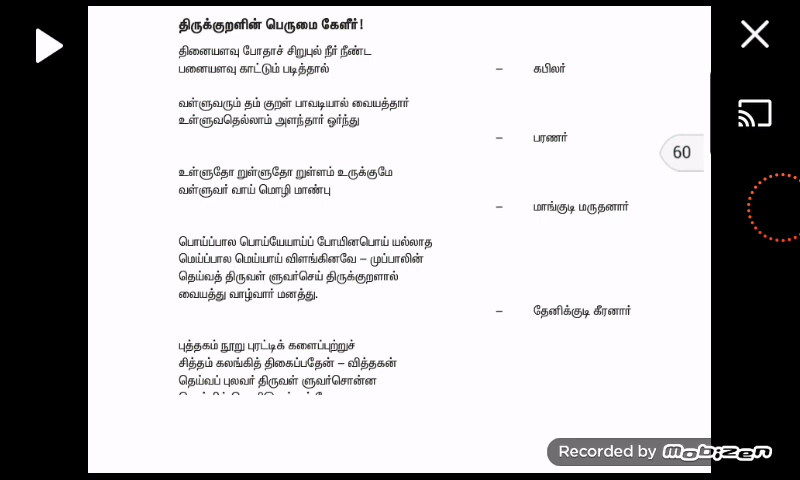 திருக்குறளின் பெருமை கேளீர்!
தினையளவு போதாச் சிறுபுல் நீர் நீண்ட
பனையளவு காட்டும் படித்தால் – கபிலர்
வள்ளுவரும் தம் குறள் பாவடியால் வையத்தார்
உள்ளுவதெல்லாம் அளந்தார் ஓர்ந்து
– பரணர்
60
உள்ளுதோ றுள்ளுதோ றுள்ளம் உருக்குமே
வள்ளுவர் வாய் மொழி மாண்பு
– மாங்குடி மருதனார்
பொய்ப்பால பொய்யேயாய்ப் போயினபொய் யல்லாத
மெய்ப்பால மெய்யாய் விளங்கினவே – முப்பாலின்
தெய்வத் திருவள் ளுவர்செய் திருக்குறளால்
வையத்து வாழ்வார் மனத்து.
– தேனிக்குடி கீரனார்
புத்தகம் நூறு புரட்டிக் களைப்புற்றுச்
சித்தம் கலங்கித் திகைப்பதேன் – வித்தகன்
தெய்வப் புலவர் திருவள் ளுவர்சொன்ன
Recorded by mobizen